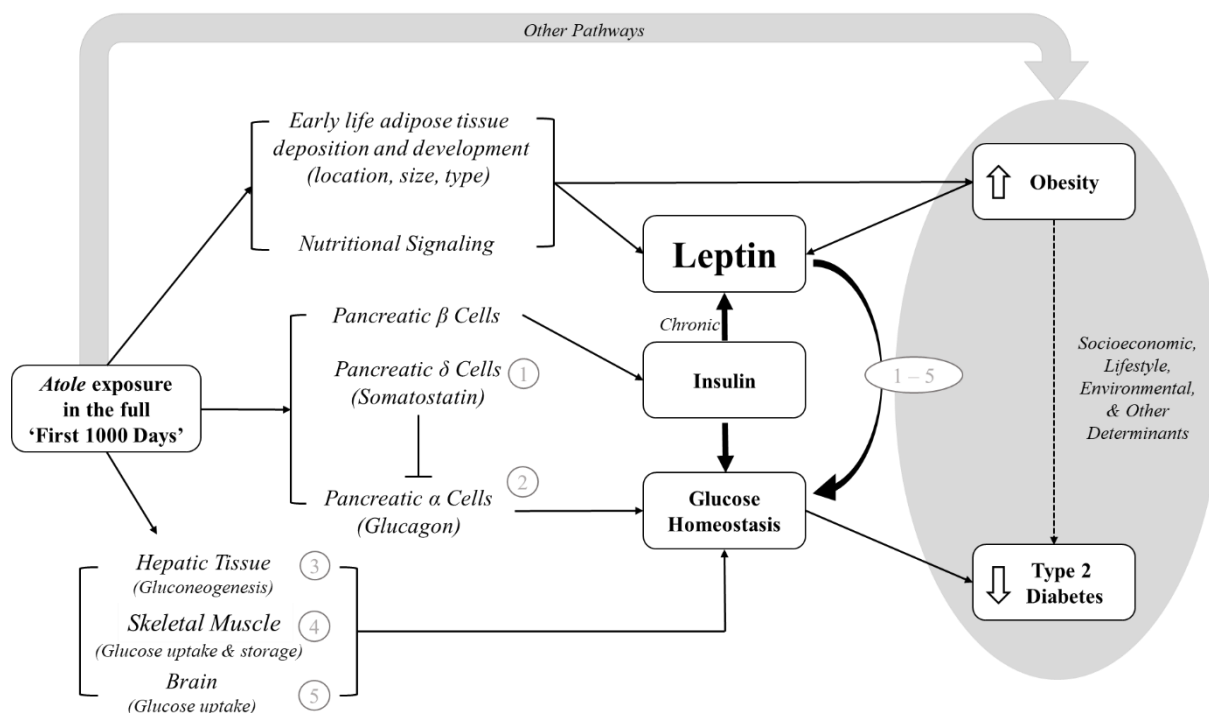 Other Pathways
Early life adipose tissue
deposition and development
(location, size, type)
Nutritional Signaling
Obesity
Leptin
Pancreatic β Cells
Chronic
Pancreatic δ Cells
(Somatostatin)
1
Insulin
1 – 5
Socioeconomic,
Lifestyle,
Environmental,
& Other
Determinants
Atole exposure
in the full
‘First 1000 Days’
Pancreatic α Cells
(Glucagon)
2
Glucose
Homeostasis
Hepatic Tissue
(Gluconeogenesis)
3
Type 2
Diabetes
Skeletal Muscle
(Glucose uptake & storage)
4
Brain
(Glucose uptake)
5